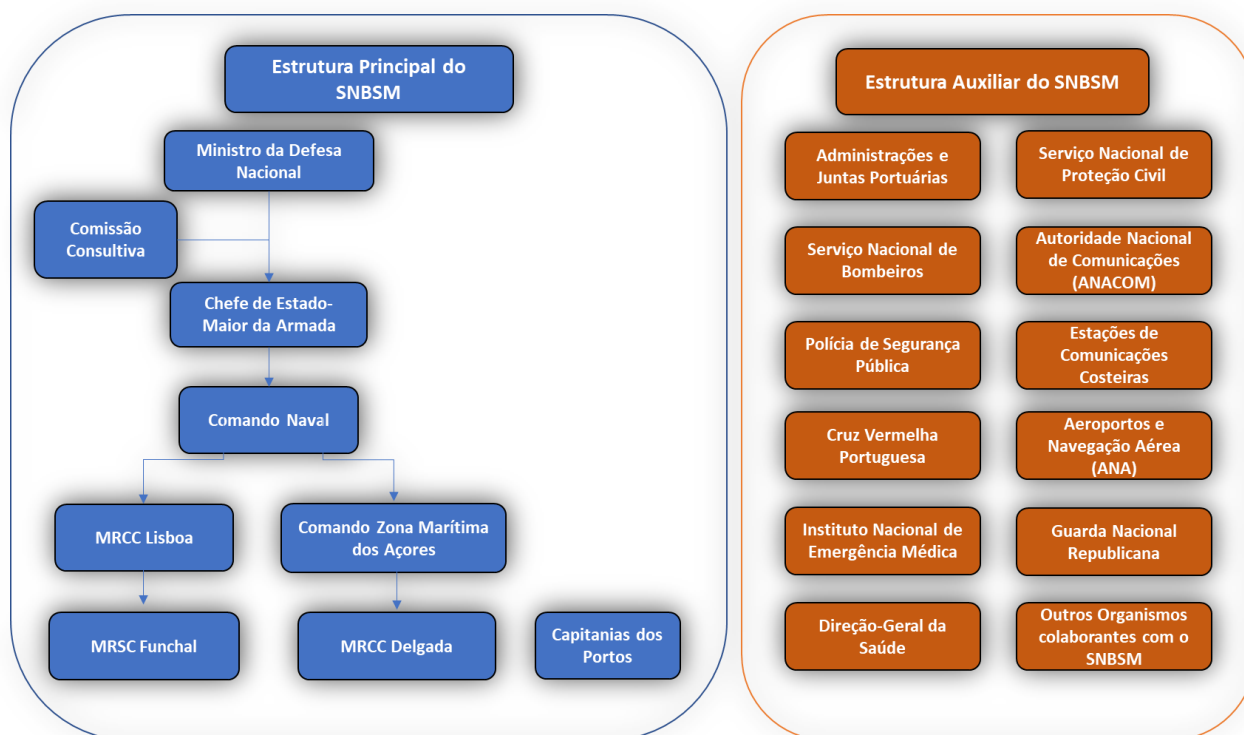 Estrutura Principal do
SNBSM
Ministro da Defesa
Nacional
Comissão
Consultiva
Chefe de Estado-
Maior da Armada
Comando Naval
MRCC Lisboa
Comando Zona Marítima
dos Açores
MRSC Funchal
MRCC Delgada
Capitanias dos
Portos
Estrutura Auxiliar do SNBSM
Administrações e
Juntas Portuárias
Serviço Nacional de
Proteção Civil
Serviço Nacional de
Bombeiros
Autoridade Nacional
de Comunicações
(ANACOM)
Polícia de Segurança
Pública
Estações de
Comunicações
Costeiras
Cruz Vermelha
Portuguesa
Aeroportos e
Navegação Aérea
(ANA)
Instituto Nacional de
Emergência Médica
Guarda Nacional
Republicana
Direção-Geral da
Saúde
Outros Organismos
colaborantes com o
SNBSM